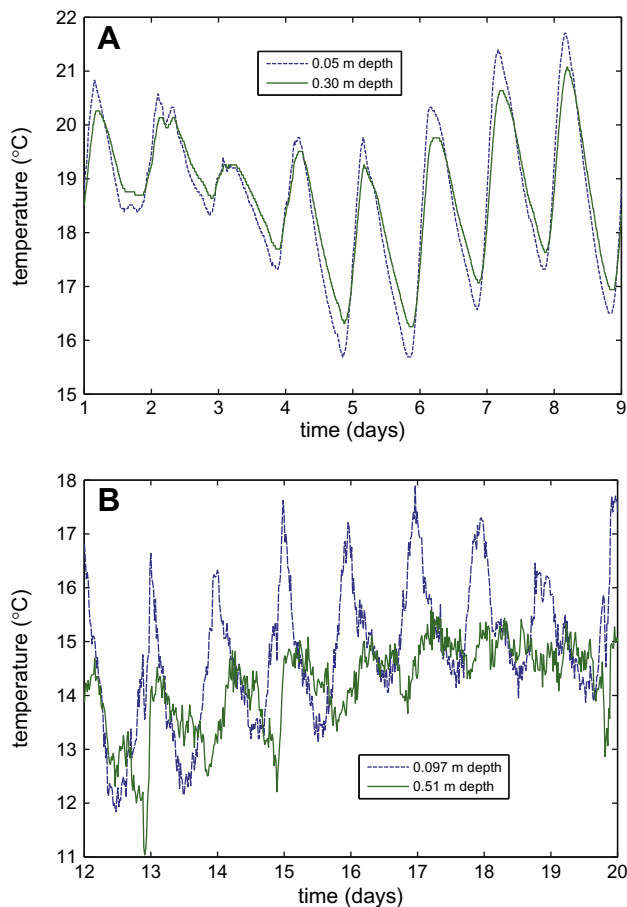 A
22
21
20
19
18
17
16
15
temperature (°C)
0.05 m depth
0.30 m depth
1 2 3 4 5 6 7 8 9
time (days)
B
18
17
16
15
14
13
12
11
temperature (°C)
0.097 m depth
0.51 m depth
12 13 14 15 16 17 18 19 20
time (days)